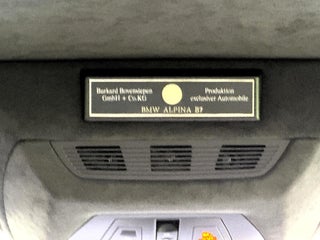 Burkard Bovensiepen
GmbH + Co.KG
Produktion
exclusiver Automobile
BMW ALPINA B7